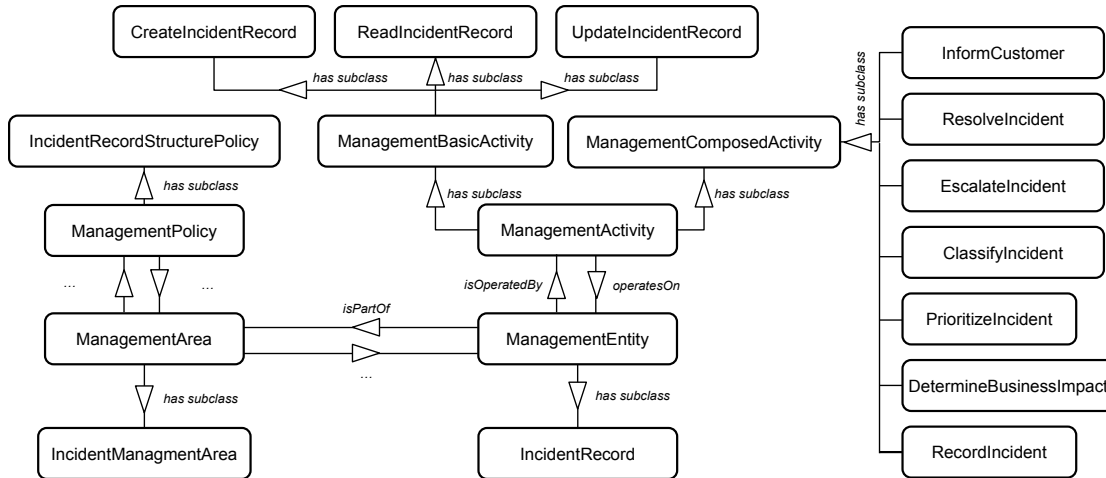 CreateIncidentRecord
ReadIncidentRecord
UpdateIncidentRecord
has subclass
has subclass
has subclass
IncidentRecordStructurePolicy
ManagementBasicActivity
ManagementComposedActivity
has subclass
InformCustomer
ResolveIncident
EscalateIncident
ClassifyIncident
PrioritizeIncident
DetermineBusinessImpact
RecordIncident
has subclass
has subclass
has subclass
ManagementPolicy
ManagementActivity
...
...
isOperatedBy
operatesOn
isPartOf
ManagementArea
ManagementEntity
...
has subclass
has subclass
IncidentManagmentArea
IncidentRecord